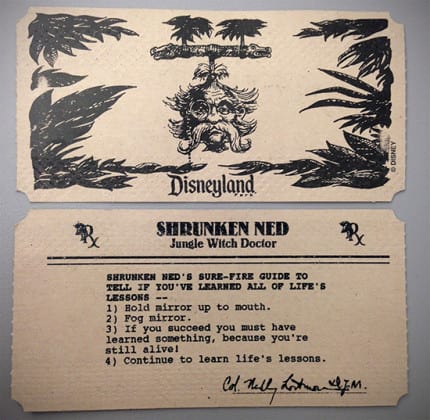 Disneyland
Park
© DISNEY
Rx
SHRUNKEN NED
Rx
Jungle Witch Doctor
SHRUNKEN NED'S SURE-FIRE GUIDE TO
TELL IF YOU'VE LEARNED ALL OF LIFE'S
LESSONS --
1) Hold mirror up to mouth.
2) Fog mirror.
3) If you succeed you must have
learned something, because you're
still alive!
4) Continue to learn life's lessons.
Col. Nelly